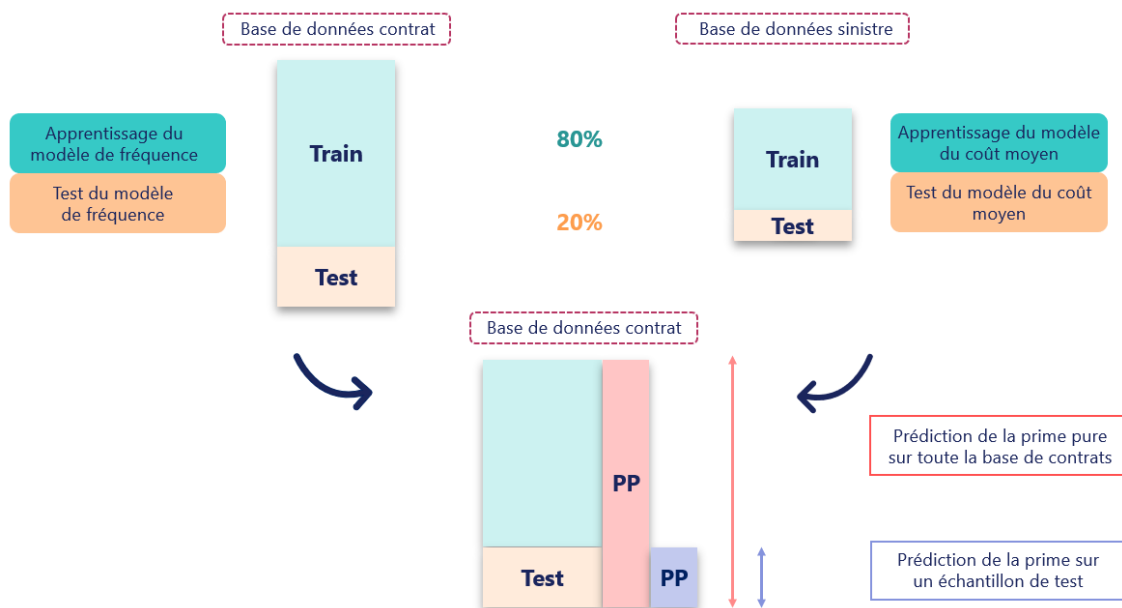 Base de données contrat
Base de données sinistre
Apprentissage du
modèle de fréquence
Test du modèle
de fréquence
Train
Test
80%
20%
Train
Test
Apprentissage du modèle
du coût moyen
Test du modèle du coût
moyen
Base de données contrat
PP
Test
PP
Prédiction de la prime pure
sur toute la base de contrats
Prédiction de la prime sur
un échantillon de test